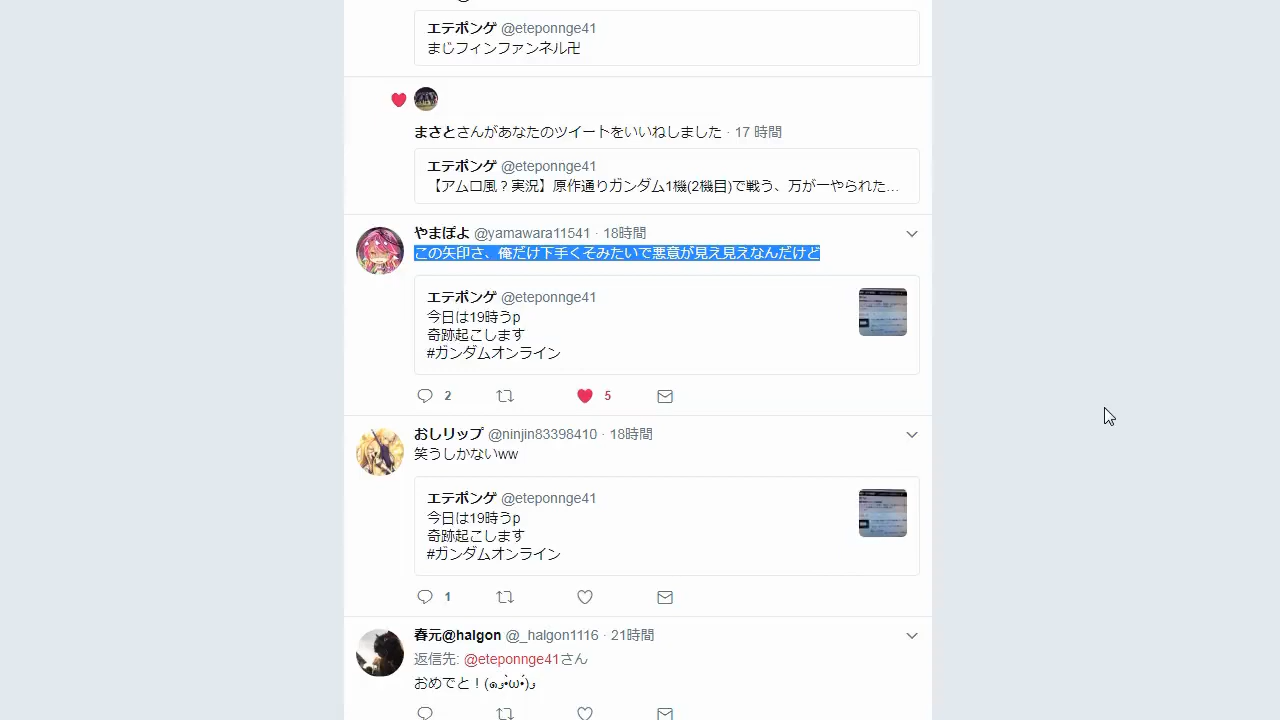 エテポンゲ @eteponnge41
まじフィンファンネル卍
まさとさんがあなたのツイートをいいねしました · 17 時間
エテポンゲ @eteponnge41
【アムロ風？実況】原作通りガンダム1機(2機目)で戦う、万が一やられた…
やまぽよ @yamawara11541 · 18時間
この矢印さ、俺だけ下手くそみたいで悪意が見え見えなんだけど
エテポンゲ @eteponnge41
今日は19時うp
奇跡起こします
#ガンダムオンライン
2 5
おしリップ @ninjin83398410 · 18時間
笑うしかないww
エテポンゲ @eteponnge41
今日は19時うp
奇跡起こします
#ガンダムオンライン
1
春元@halgon @_halgon1116 · 21時間
返信先: @eteponnge41さん